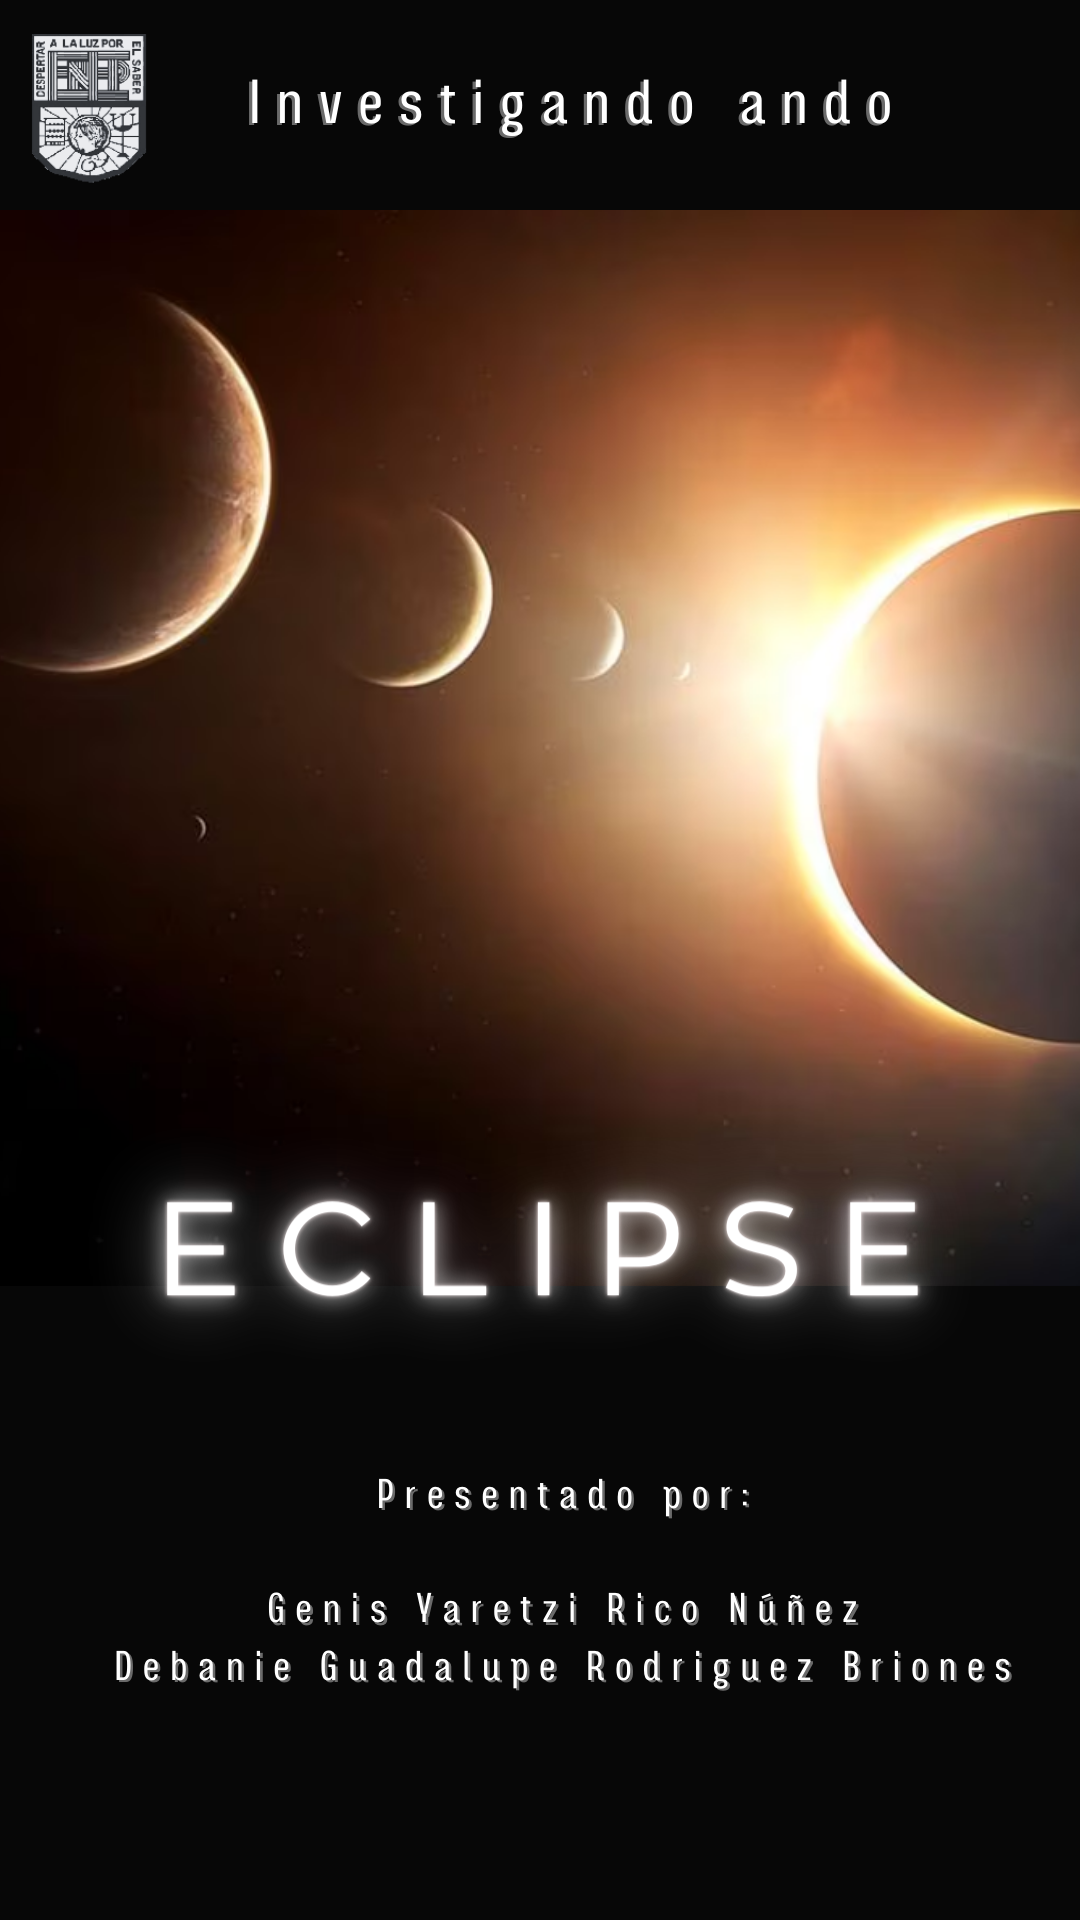 DESPERTAR A LA LUZ POR EL SABER
ENP
Investigando ando
ECLIPSE
Presentado por:
Genis Yaretzi Rico Núñez
Debanie Guadalupe Rodriguez Briones